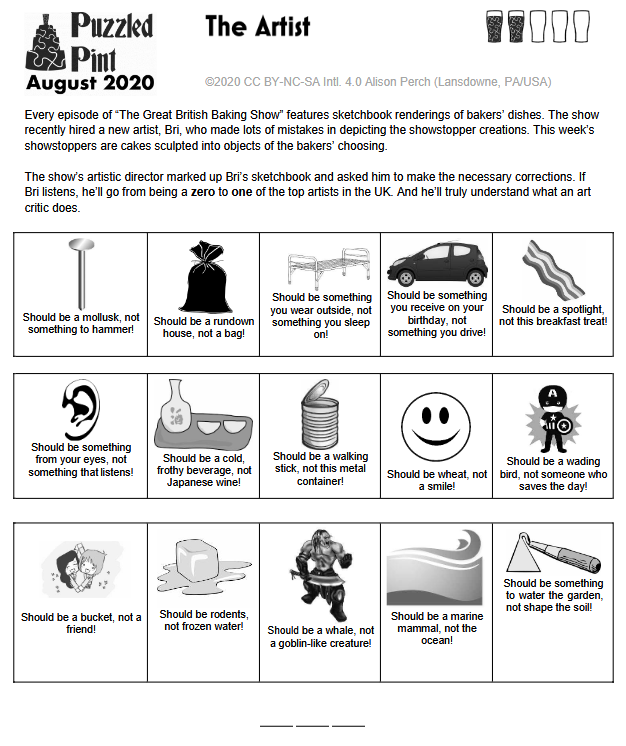 Puzzled
Pint
August 2020
The Artist
©2020 CC BY-NC-SA Intl. 4.0 Alison Perch (Lansdowne, PA/USA)
Every episode of “The Great British Baking Show” features sketchbook renderings of bakers’ dishes. The show
recently hired a new artist, Bri, who made lots of mistakes in depicting the showstopper creations. This week’s
showstoppers are cakes sculpted into objects of the bakers’ choosing.
The show’s artistic director marked up Bri’s sketchbook and asked him to make the necessary corrections. If
Bri listens, he’ll go from being a zero to one of the top artists in the UK. And he’ll truly understand what an art
critic does.
Should be a mollusk, not
something to hammer!
Should be a rundown
house, not a bag!
Should be something
you wear outside, not
something you sleep
on!
Should be something
you receive on your
birthday, not
something you drive!
Should be a spotlight,
not this breakfast treat!
Should be something
from your eyes, not
something that listens!
酒
Should be a cold,
frothy beverage, not
Japanese wine!
Should be a walking
stick, not this metal
container!
Should be wheat, not
a smile!
A
Should be a wading
bird, not someone who
saves the day!
Should be a bucket, not a
friend!
Should be rodents,
not frozen water!
Should be a whale, not
a goblin-like creature!
Should be a marine
mammal, not the
ocean!
Should be something
to water the garden,
not shape the soil!